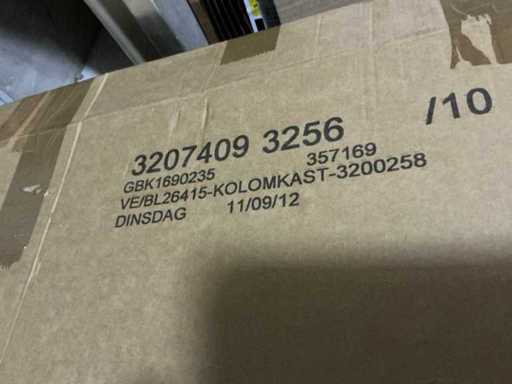 3207409 3256 /10
GBK1690235 357169
VE/BL26415-KOLOMKAST-3200258
DINSDAG 11/09/12